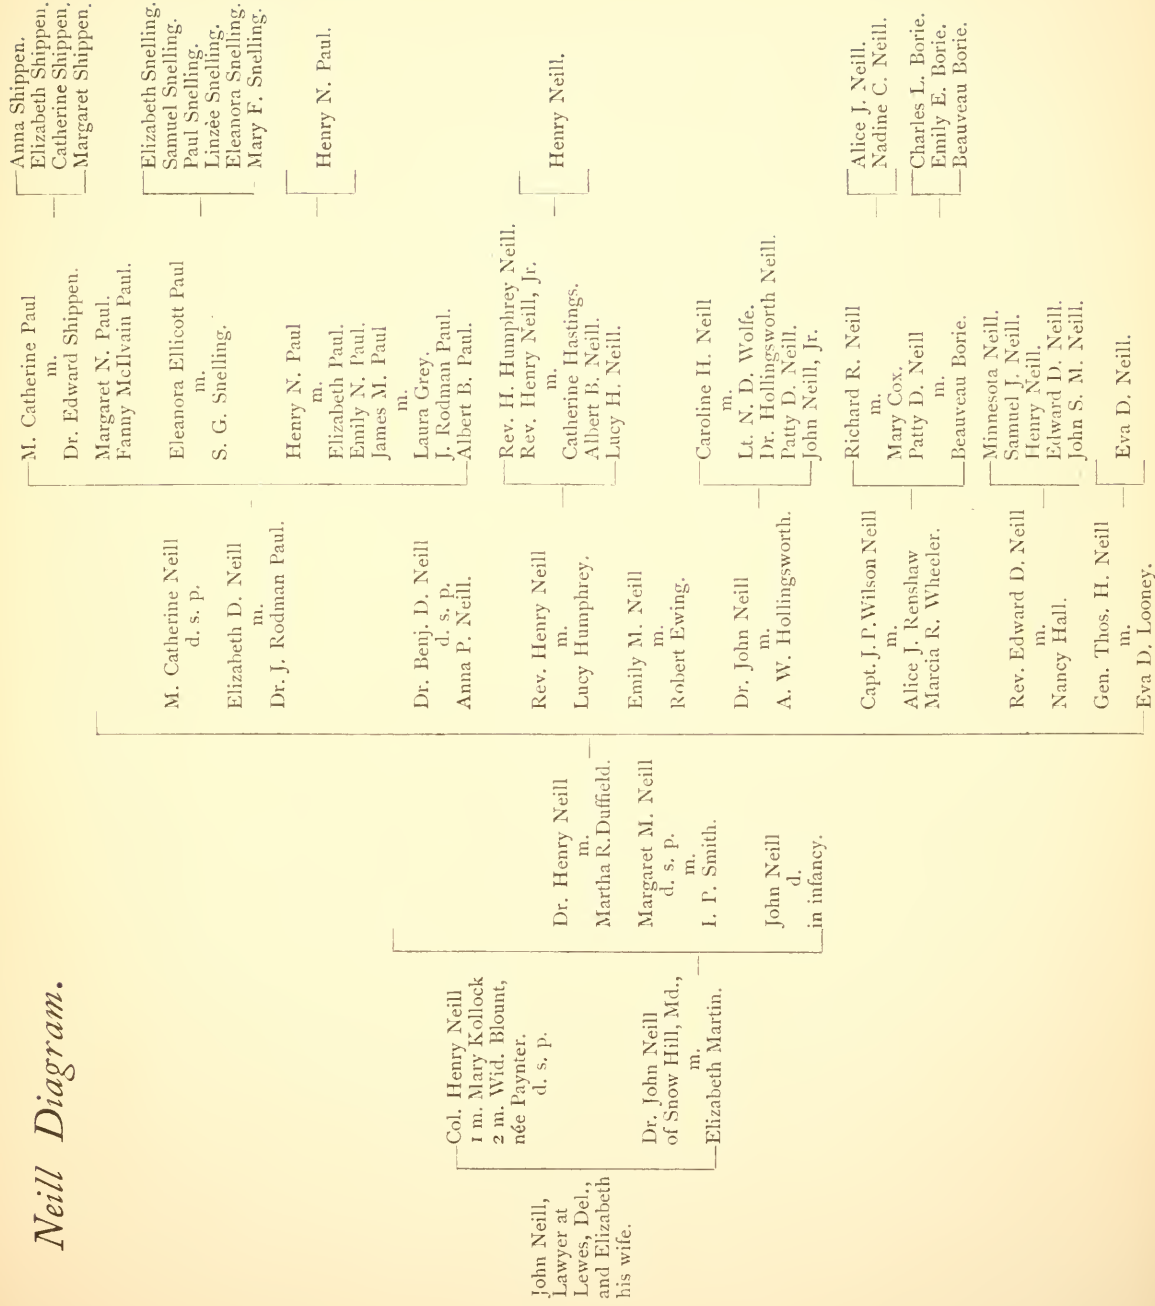 Neill Diagram.
John Neill,
Lawyer at
Lewes, Del.,
and Elizabeth
his wife.
Col. Henry Neill
1 m. Mary Kollock
2 m. Wid. Blount,
née Paynter.
d. s. p.
Dr. John Neill
of Snow Hill, Md.,
m.
Elizabeth Martin.
Dr. Henry Neill
m.
Martha R. Duffield.
Margaret M. Neill
d. s. p.
m.
I. P. Smith.
John Neill
d.
in infancy.
M. Catherine Neill
d. s. p.
Elizabeth D. Neill
m.
Dr. J. Rodman Paul.
Dr. Benj. D. Neill
d. s. p.
Anna P. Neill.
Rev. Henry Neill
m.
Lucy Humphrey.
Emily M. Neill
m.
Robert Ewing.
Dr. John Neill
m.
A. W. Hollingsworth.
Capt. J. P. Wilson Neill
m.
Alice J. Renshaw
Marcia R. Wheeler.
Rev. Edward D. Neill
m.
Nancy Hall.
Gen. Thos. H. Neill
m.
Eva D. Looney.
M. Catherine Paul
m.
Dr. Edward Shippen.
Margaret N. Paul.
Fanny McIlvain Paul.
Eleanora Ellicott Paul
m.
S. G. Snelling.
Henry N. Paul
m.
Elizabeth Paul.
Emily N. Paul.
James M. Paul
m.
Laura Grey.
J. Rodman Paul.
Albert B. Paul.
Rev. H. Humphrey Neill.
Rev. Henry Neill, Jr.
m.
Catherine Hastings.
Albert B. Neill.
Lucy H. Neill.
Caroline H. Neill
m.
Lt. N. D. Wolfe.
Dr. Hollingsworth Neill.
Patty D. Neill.
John Neill, Jr.
Richard R. Neill
m.
Mary Cox.
Patty D. Neill
m.
Beauveau Borie.
Minnesota Neill.
Samuel J. Neill.
Henry Neill.
Edward D. Neill.
John S. M. Neill.
Eva D. Neill.
Anna Shippen.
Elizabeth Shippen.
Catherine Shippen.
Margaret Shippen.
Elizabeth Snelling.
Samuel Snelling.
Paul Snelling.
Linzèe Snelling.
Eleanora Snelling.
Mary F. Snelling.
Henry N. Paul.
Henry Neill.
Alice J. Neill.
Nadine C. Neill.
Charles L. Borie.
Emily E. Borie.
Beauveau Borie.